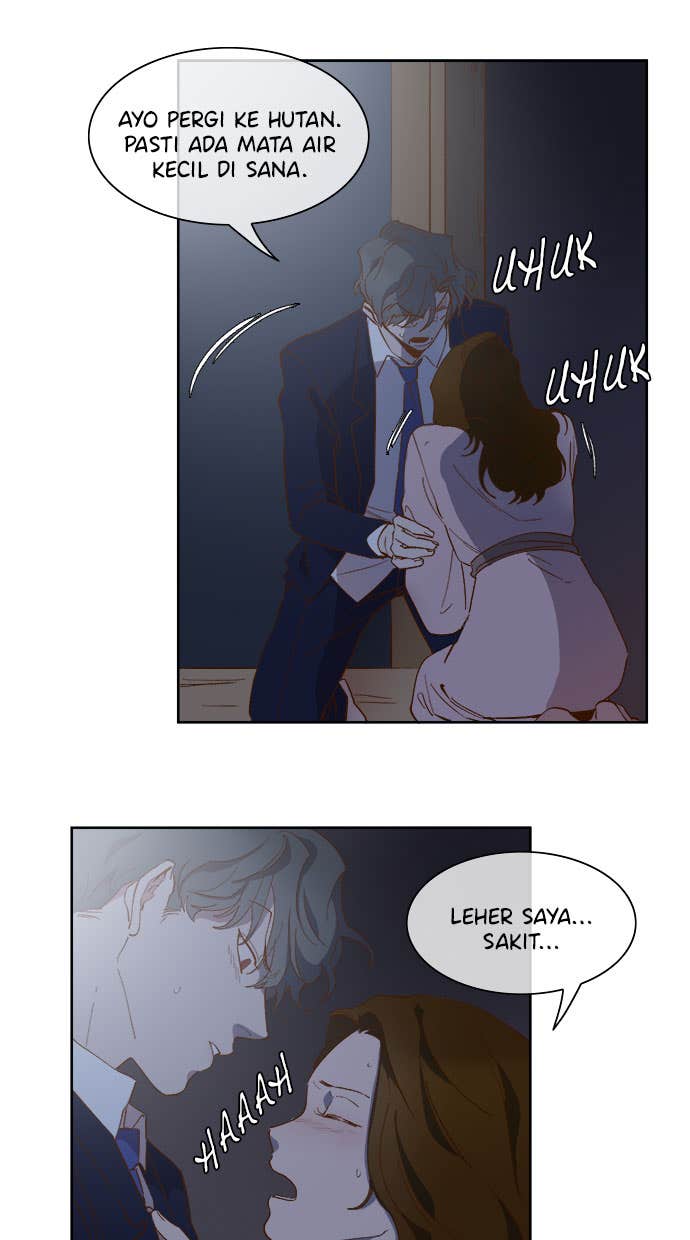 AYO PERGI KE HUTAN.
PASTI ADA MATA AIR
KECIL DI SANA.
UHUK
UHUK
LEHER SAYA...
SAKIT...
HAAAH